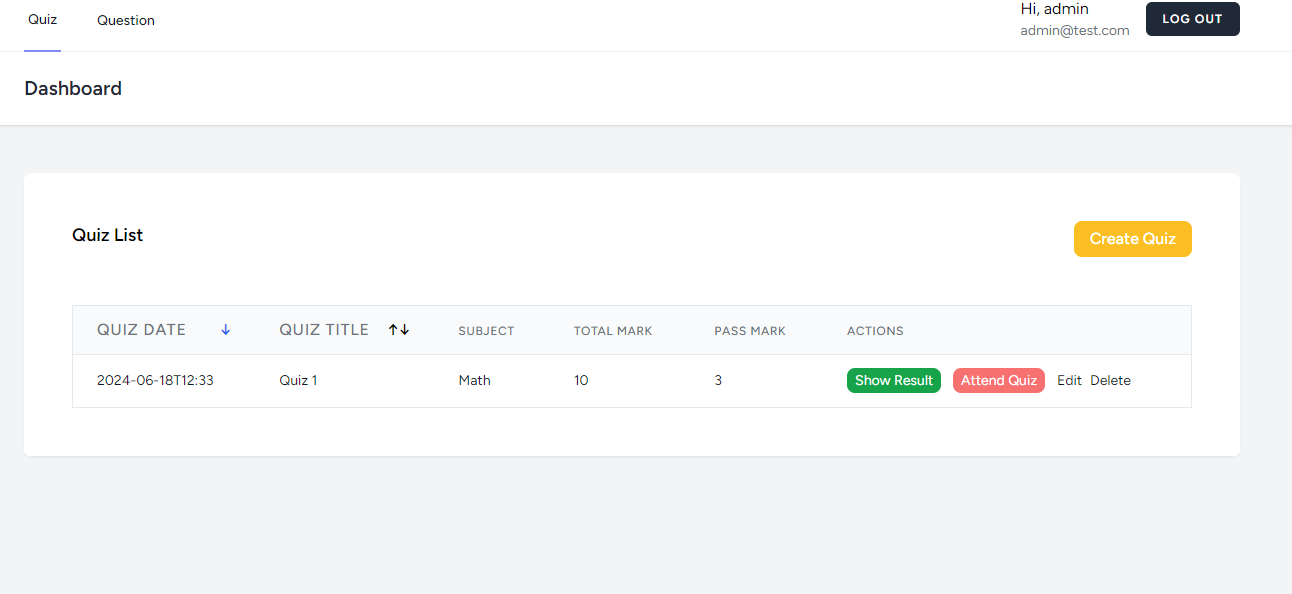 Quiz Question Hi, admin
admin@test.com LOG OUT
Dashboard
Quiz List Create Quiz
QUIZ DATE ↓ QUIZ TITLE ↑↓ SUBJECT TOTAL MARK PASS MARK ACTIONS
2024-06-18T12:33 Quiz 1 Math 10 3 Show Result Attend Quiz Edit Delete